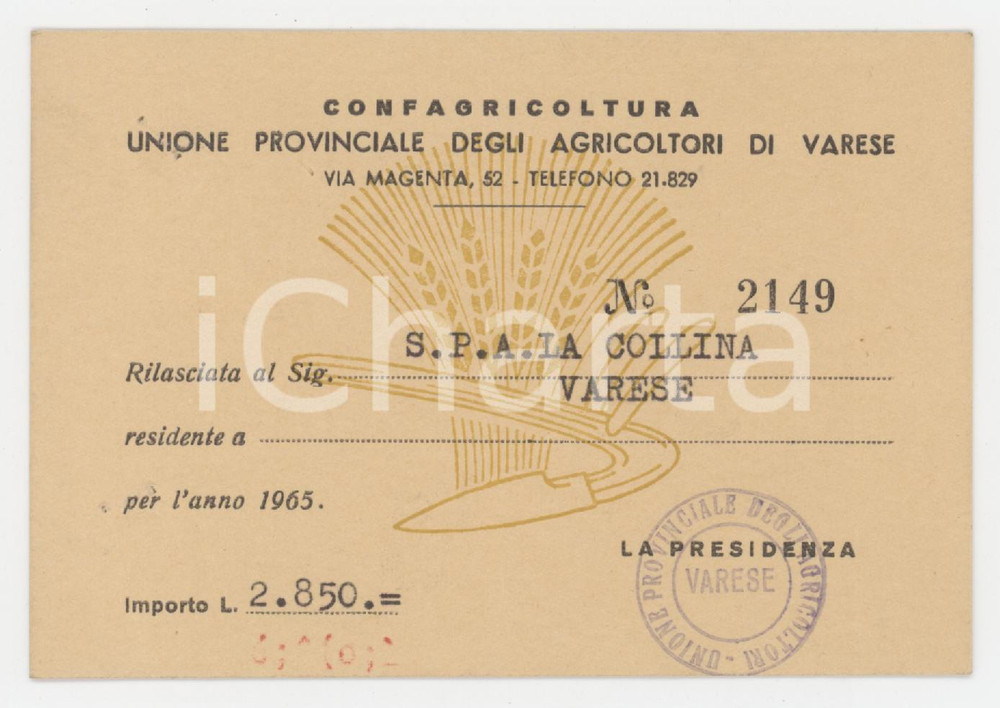 CONFAGRICOLTURA
UNIONE PROVINCIALE DEGLI AGRICOLTORI DI VARESE
VIA MAGENTA, 52 - TELEFONO 21.829
№ 2149
S.P.A.LA COLLINA
Rilasciata al Sig.
VARESE
residente a
per l'anno 1965.
LA PRESIDENZA
Importo L. 2.850.=
UNIONE PROVINCIALE DEGLI AGRICOLTORI -
VARESE
iCharta